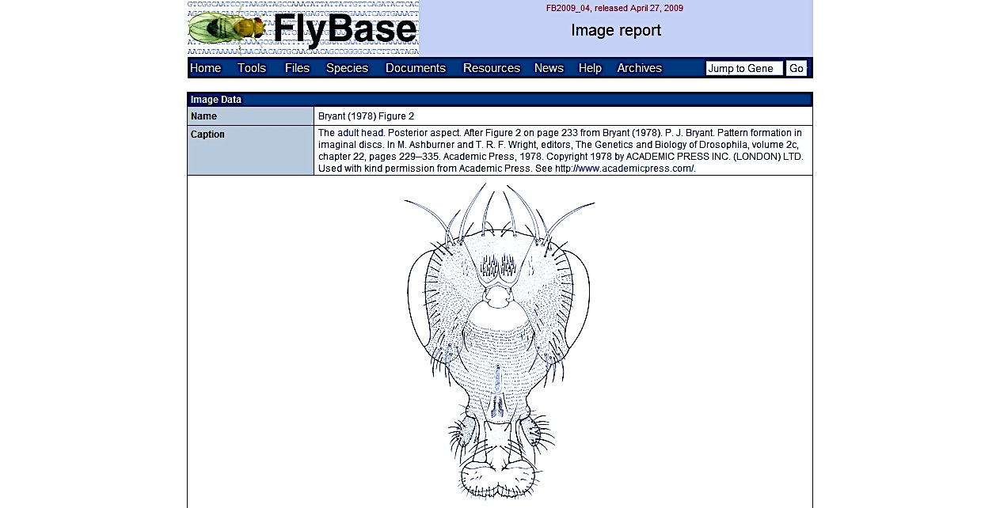 FB2009_04, released April 27, 2009
FlyBase
Image report
Home Tools Files Species Documents Resources News Help Archives Jump to Gene Go
Image Data
Name Bryant (1978) Figure 2
Caption The adult head. Posterior aspect. After Figure 2 on page 233 from Bryant (1978). P. J. Bryant. Pattern formation in
imaginal discs. In M. Ashburner and T. R. F. Wright, editors, The Genetics and Biology of Drosophila, volume 2c,
chapter 22, pages 229–335. Academic Press, 1978. Copyright 1978 by ACADEMIC PRESS INC. (LONDON) LTD.
Used with kind permission from Academic Press. See http://www.academicpress.com/.